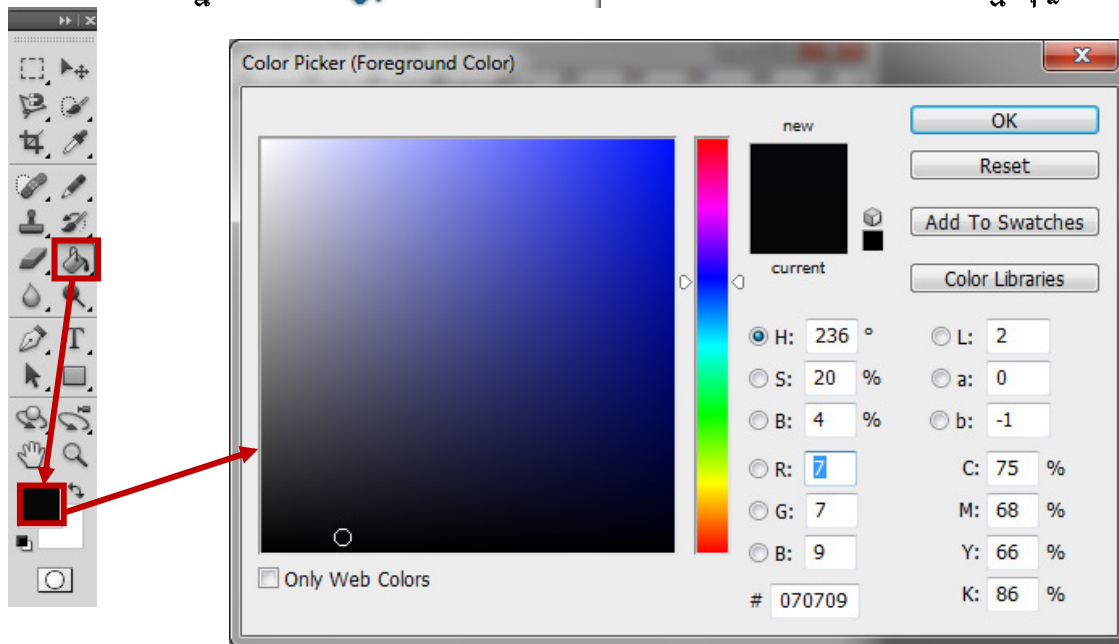 Color Picker (Foreground Color)
new
current
OK
Reset
Add To Swatches
Color Libraries
H: 236 °
S: 20 %
B: 4 %
R: 7
G: 7
B: 9
# 070709
L: 2
a: 0
b: -1
C: 75 %
M: 68 %
Y: 66 %
K: 86 %
Only Web Colors
T